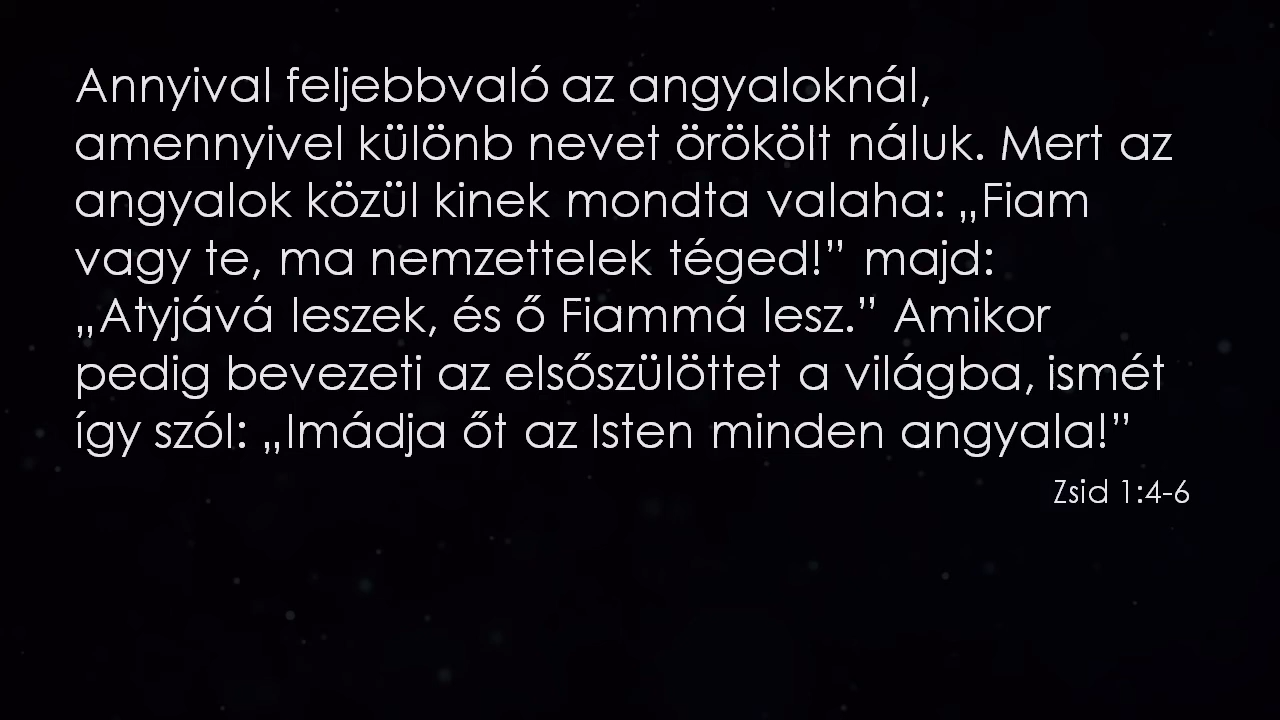 Annyival feljebbvaló az angyaloknál,
amennyivel különb nevet örökölt náluk. Mert az
angyalok közül kinek mondta valaha: „Fiam
vagy te, ma nemzettelek téged!” majd:
„Atyjává leszek, és ő Fiammá lesz.” Amikor
pedig bevezeti az elsőszülöttet a világba, ismét
így szól: „Imádja őt az Isten minden angyala!”
Zsid 1:4-6